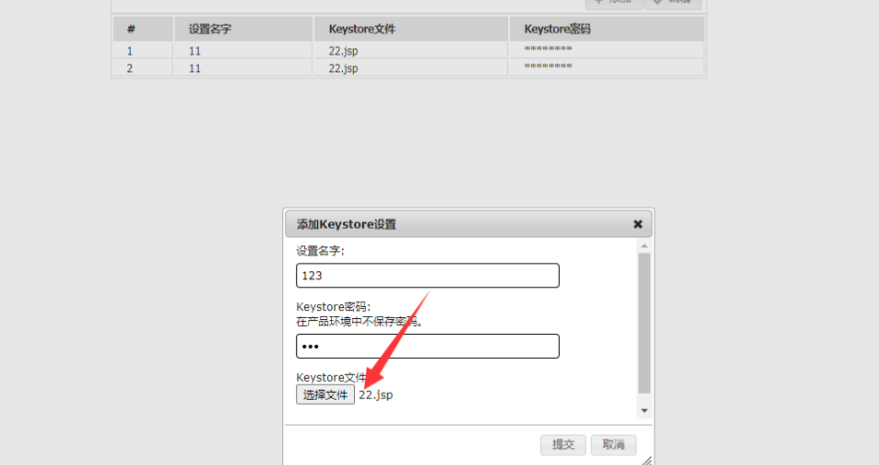 # 设置名字 Keystore文件 Keystore密码
1 11 22.jsp ********
2 11 22.jsp ********
添加Keystore设置
设置名字:
123
Keystore密码:
在产品环境中不保存密码。
•••
Keystore文件
选择文件 22.jsp
提交 取消